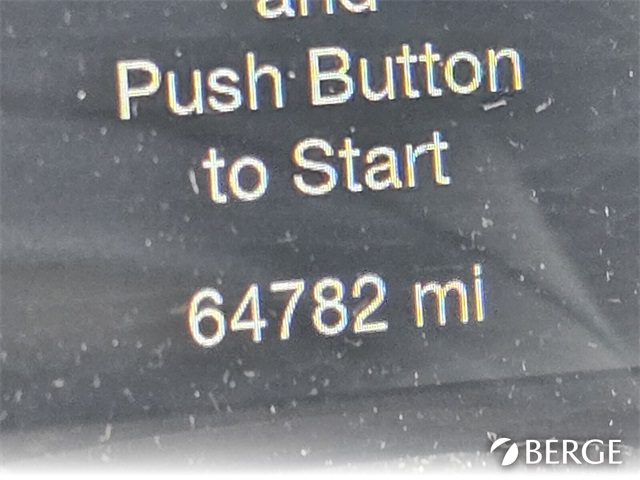 and
Push Button
to Start
64782 mi
BERGE